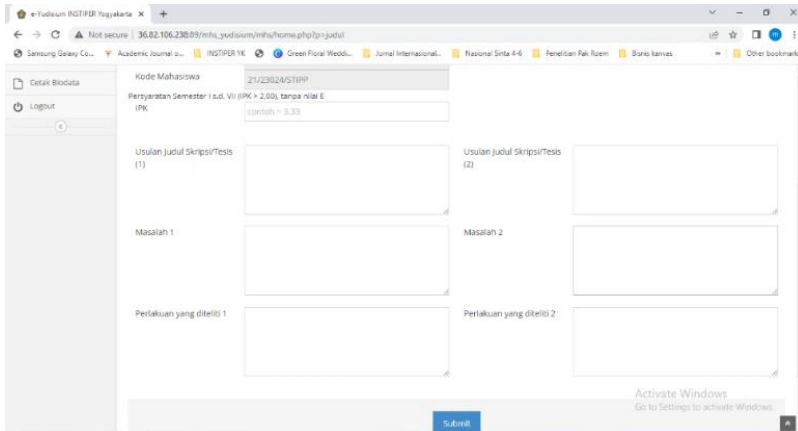 e-Yudisium INSTIPER Yogyakarta
Not secure | 36.82.106.238:89/mhs_yudisium/mhs/home.php?p=judul
Samsung Galaxy Co... Academic Journal o... INSTIPER YK Green Floral Weddi... Jurnal Internasional... Nasional Sinta 4-6 Penelitian Pak Roem Bisnis kanvas Other bookmark
Cetak Biodata
Logout
Kode Mahasiswa 21/23024/STIPP
Persyaratan Semester I s.d. VII (IPK > 2,00), tanpa nilai E
IPK contoh = 3.33
Usulan Judul Skripsi/Tesis (1)
Usulan Judul Skripsi/Tesis (2)
Masalah 1 Masalah 2
Perlakuan yang diteliti 1 Perlakuan yang diteliti 2
Activate Windows
Go to Settings to activate Windows.
Submit